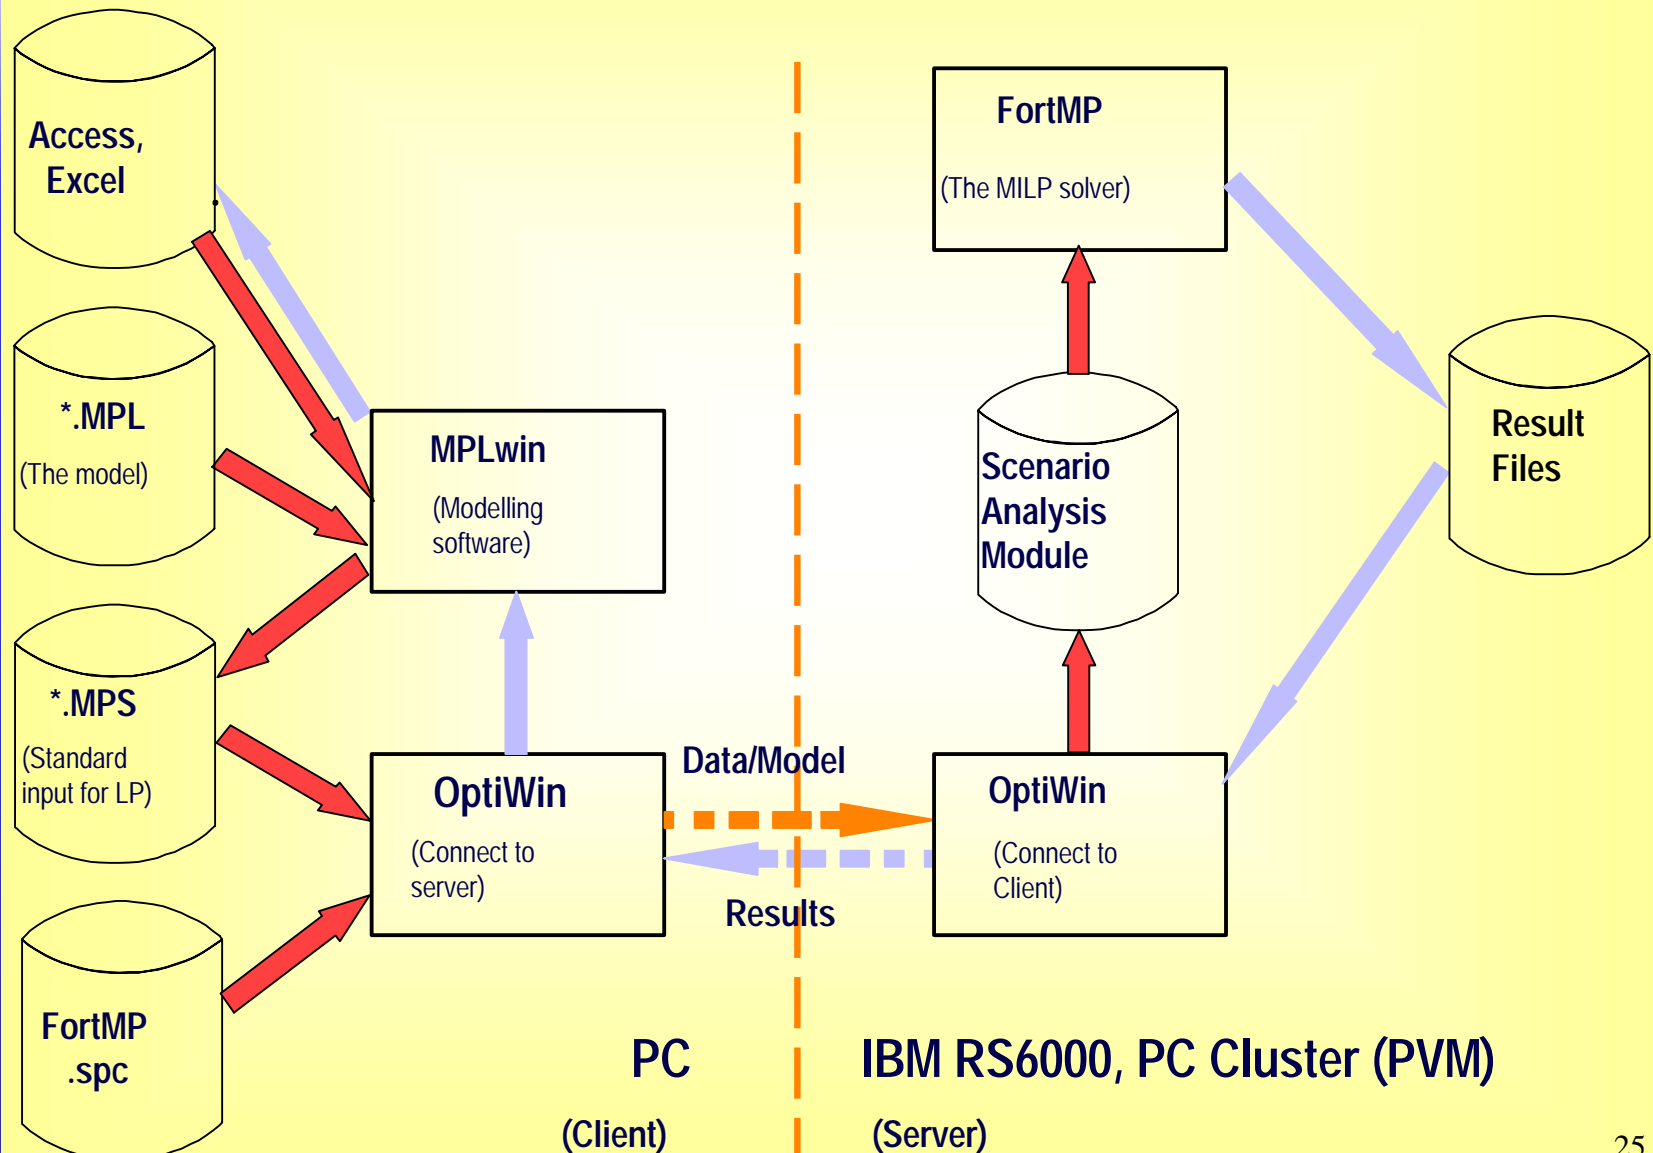 Access,
Excel
*.MPL
(The model)
*.MPS
(Standard
input for LP)
FortMP
.spc
MPLwin
(Modelling
software)
OptiWin
(Connect to
server)
Data/Model
Results
FortMP
(The MILP solver)
Scenario
Analysis
Module
OptiWin
(Connect to
Client)
Result
Files
PC
(Client)
IBM RS6000, PC Cluster (PVM)
(Server)
25